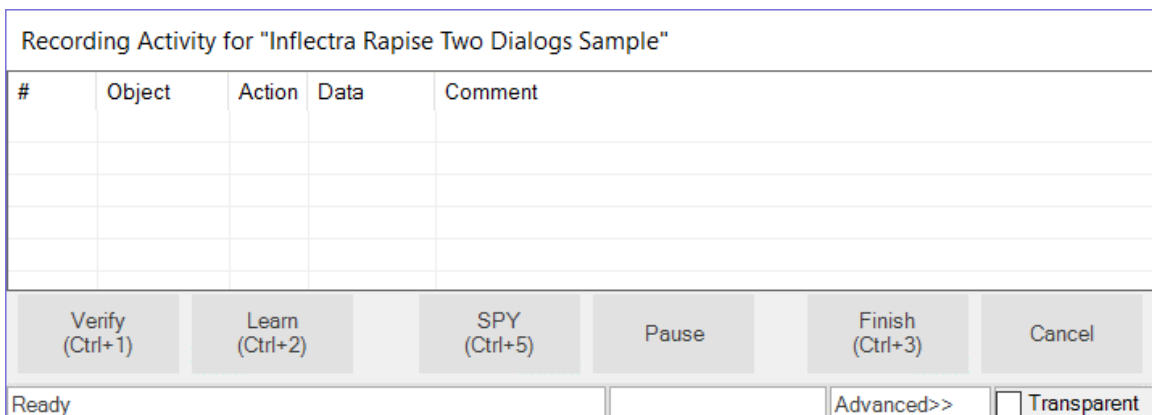 Recording Activity for "Inflectra Rapise Two Dialogs Sample"
# Object Action Data Comment
Verify (Ctrl+1)
Learn (Ctrl+2)
SPY (Ctrl+5)
Pause
Finish (Ctrl+3)
Cancel
Ready Advanced>> Transparent